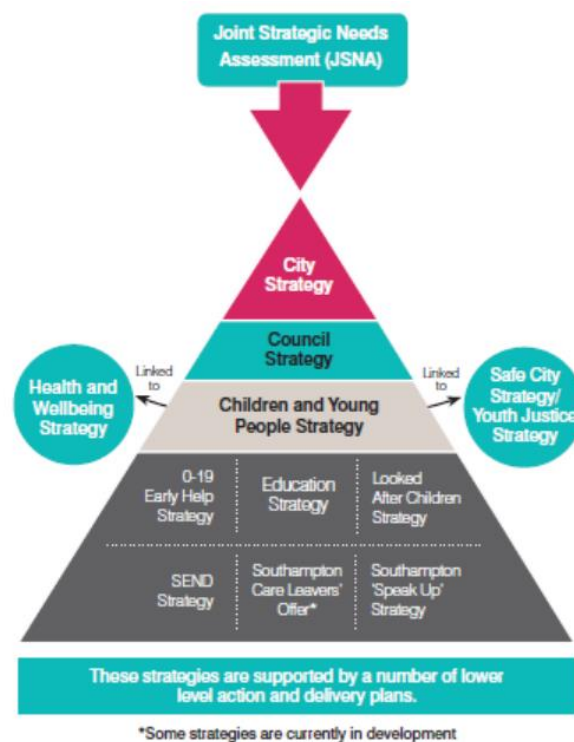 Joint Strategic Needs
Assessment (JSNA)
City
Strategy
Council
Strategy
Linked
to
Health and
Wellbeing
Strategy
Children and Young
People Strategy
Linked
to
Safe City
Strategy/
Youth Justice
Strategy
0-19
Early Help
Strategy
Education
Strategy
Looked
After Children
Strategy
SEND
Strategy
Southampton
Care Leavers'
Offer*
Southampton
'Speak Up'
Strategy
These strategies are supported by a number of lower
level action and delivery plans.
*Some strategies are currently in development